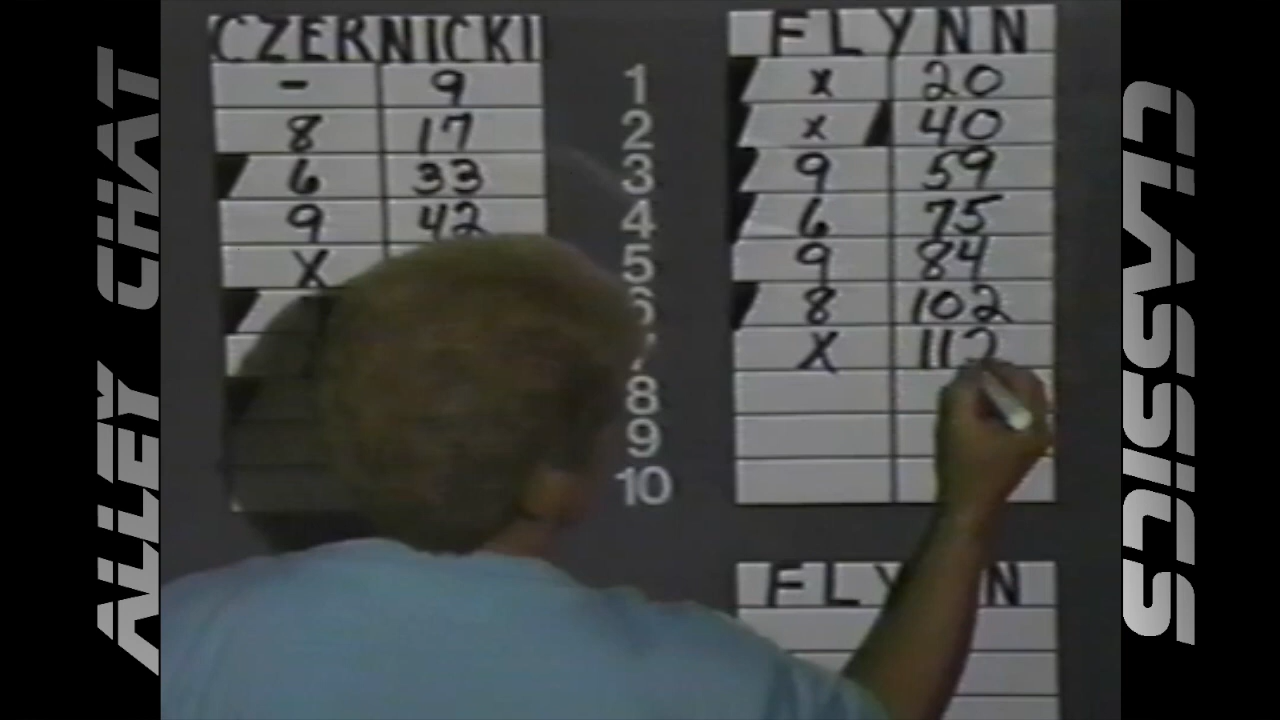 ALLEY CHAT
CZERNICKI
- 9
8 17
6 33
9 42
X
1
2
3
4
5
8
9
10
FLYNN
X 20
X 40
9 59
6 75
9 84
8 102
X 112
FLYNN
CLASSICS